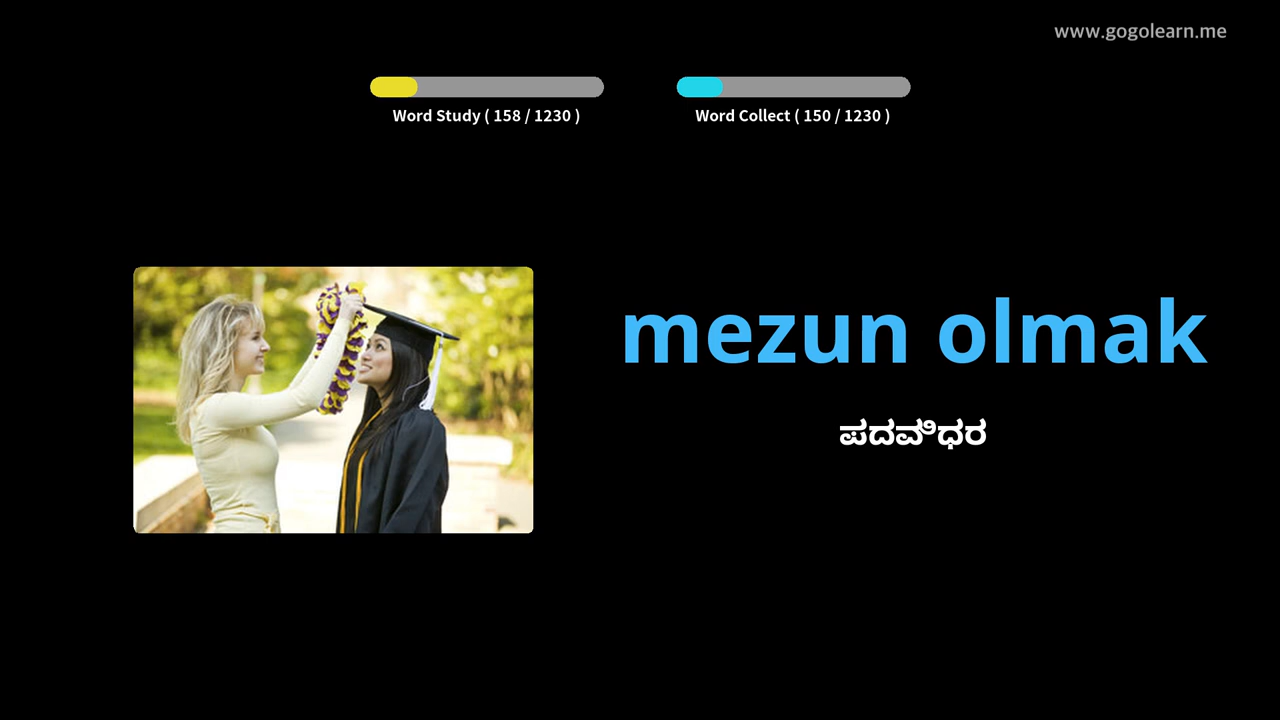 www.gogolearn.me
Word Study ( 158 / 1230 )
Word Collect ( 150 / 1230 )
mezun olmak
ಪದವಿಧರ